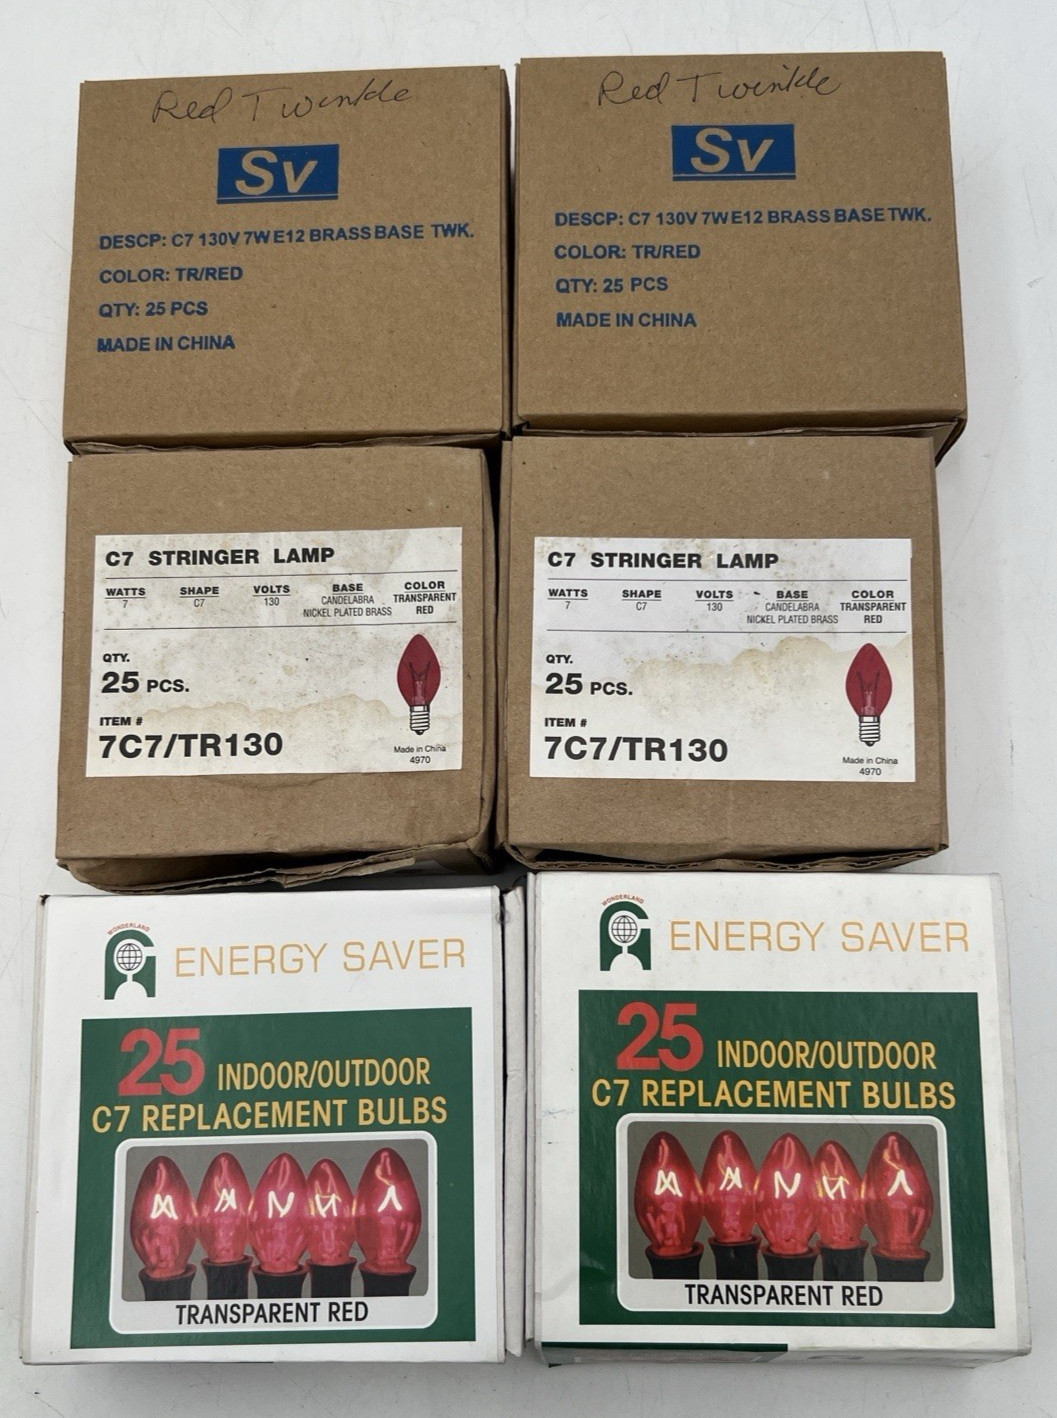 Red Twinkle
Sv
DESCP: C7 130V 7W E12 BRASS BASE TWK.
COLOR: TR/RED
QTY: 25 PCS
MADE IN CHINA
Red Twinkle
Sv
DESCP: C7 130V 7W E12 BRASS BASE TWK.
COLOR: TR/RED
QTY: 25 PCS
MADE IN CHINA
C7 STRINGER LAMP
WATTS SHAPE VOLTS BASE COLOR
7 C7 130 CANDELABRA TRANSPARENT
NICKEL PLATED BRASS RED
QTY.
25 PCS.
ITEM #
7C7/TR130
Made in China
4970
C7 STRINGER LAMP
WATTS SHAPE VOLTS BASE COLOR
7 C7 130 CANDELABRA TRANSPARENT
NICKEL PLATED BRASS RED
QTY.
25 PCS.
ITEM #
7C7/TR130
Made in China
4970
WONDERLAND
ENERGY SAVER
25 INDOOR/OUTDOOR
C7 REPLACEMENT BULBS
TRANSPARENT RED
WONDERLAND
ENERGY SAVER
25 INDOOR/OUTDOOR
C7 REPLACEMENT BULBS
TRANSPARENT RED